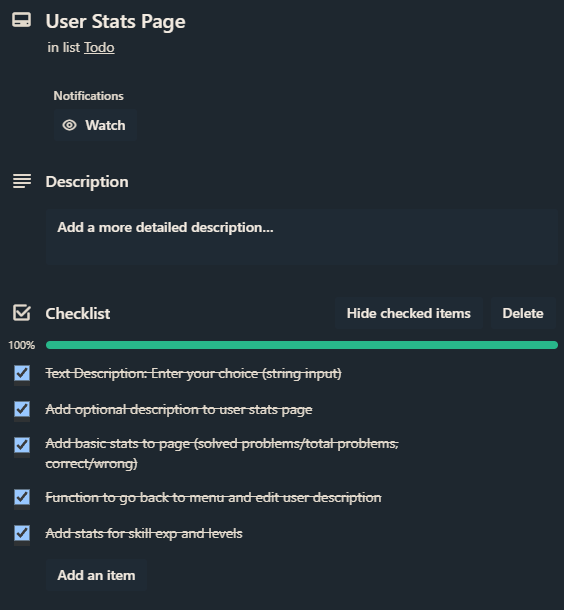 User Stats Page
in list Todo
Notifications
Watch
Description
Add a more detailed description...
Checklist
Hide checked items
Delete
100%
Text Description: Enter your choice (string input)
Add optional description to user stats page
Add basic stats to page (solved problems/total problems,
correct/wrong)
Function to go back to menu and edit user description
Add stats for skill exp and levels
Add an item